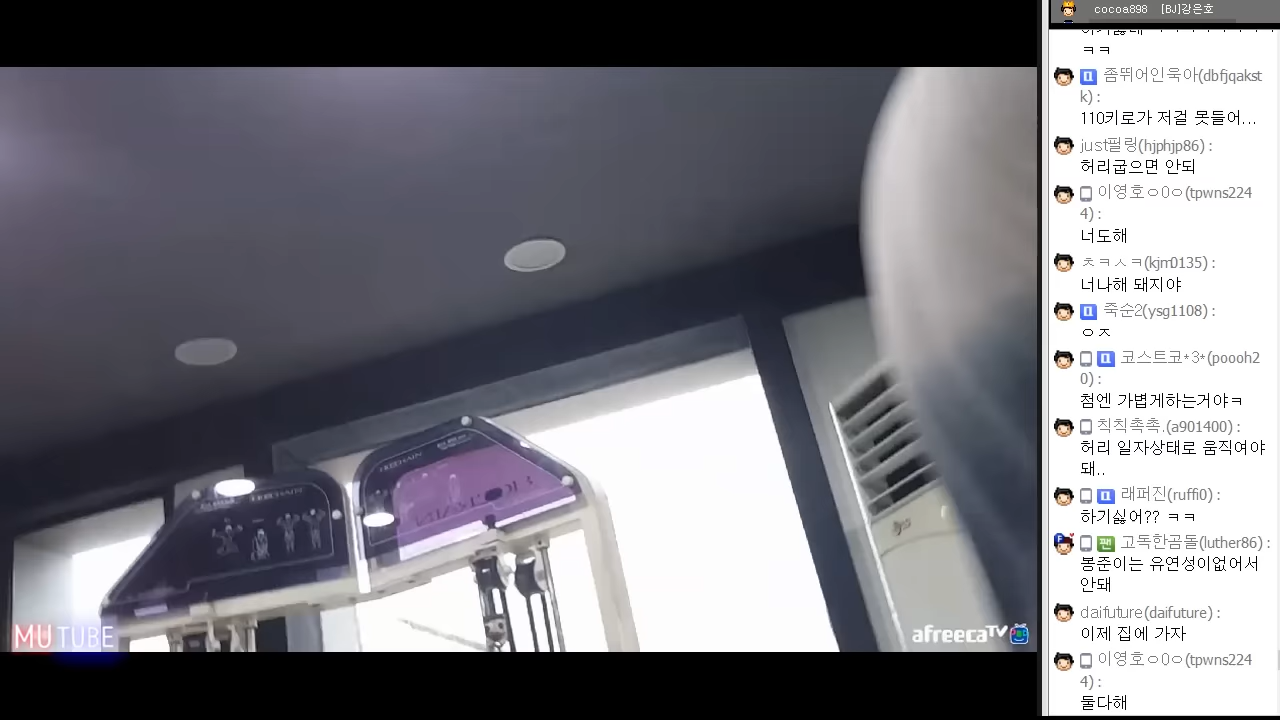 cocoa898 [BJ]강은호
ㅋㅋ
좀뛰어인욱아(dbfjqakst
k) :
110키로가 저걸 못들어...
just필링(hjphjp86) :
허리굽으면 안되
이영호ㅇ0ㅇ(tpwns224
4) :
너도해
ㅊㅋㅅㅋ(kjm0135) :
너나해 돼지야
죽순2(ysg1108) :
ㅇㅈ
코스트코*3*(poooh2
0) :
첨엔 가볍게하는거야ㅋ
칙칙촉촉.(a901400) :
허리 일자상태로 움직여야
돼..
래퍼진(ruffi0) :
하기싫어?? ㅋㅋ
팬 고독한곰돌(luther86) :
봉준이는 유연성이없어서
안돼
daifuture(daifuture) :
이제 집에 가자
이영호ㅇ0ㅇ(tpwns224
4) :
둘다해
MUTUBE
afreecaTV